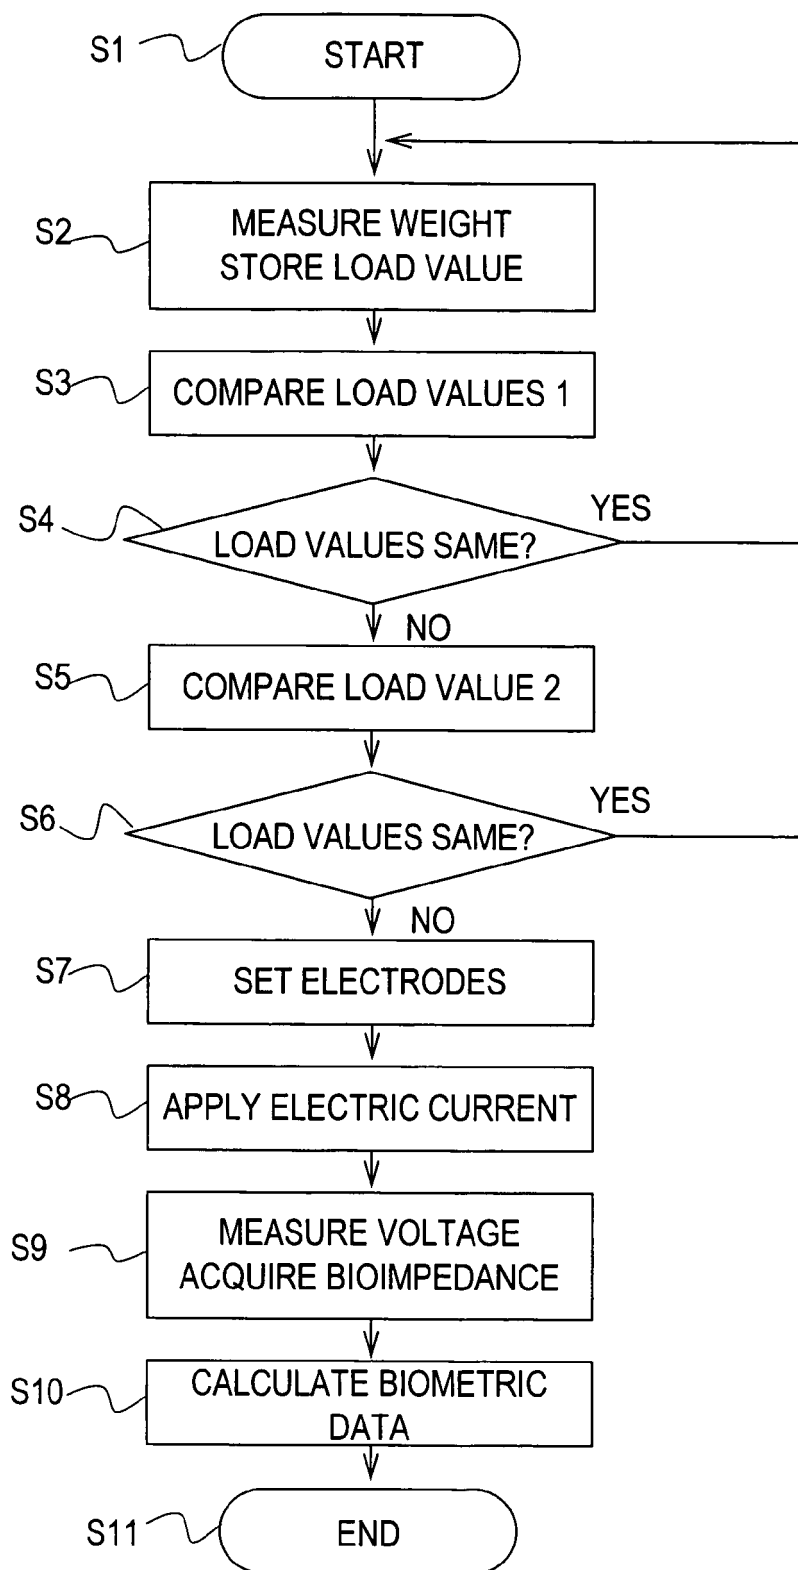 S1
START
S2
MEASURE WEIGHT
STORE LOAD VALUE
S3
COMPARE LOAD VALUES 1
S4
LOAD VALUES SAME?
YES
NO
S5
COMPARE LOAD VALUE 2
S6
LOAD VALUES SAME?
YES
NO
S7
SET ELECTRODES
S8
APPLY ELECTRIC CURRENT
S9
MEASURE VOLTAGE
ACQUIRE BIOIMPEDANCE
S10
CALCULATE BIOMETRIC
DATA
S11
END